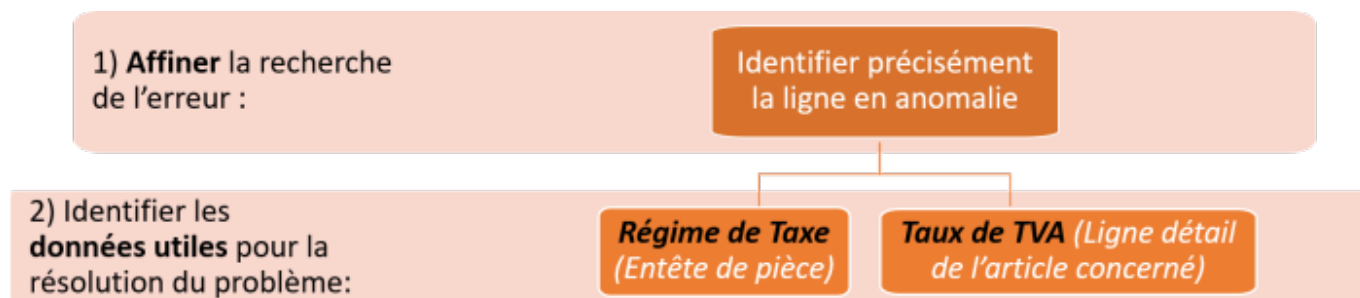 1) Affiner la recherche
de l'erreur :
Identifier précisément
la ligne en anomalie
2) Identifier les
données utiles pour la
résolution du problème:
Régime de Taxe
(Entête de pièce)
Taux de TVA (Ligne détail
de l'article concerné)